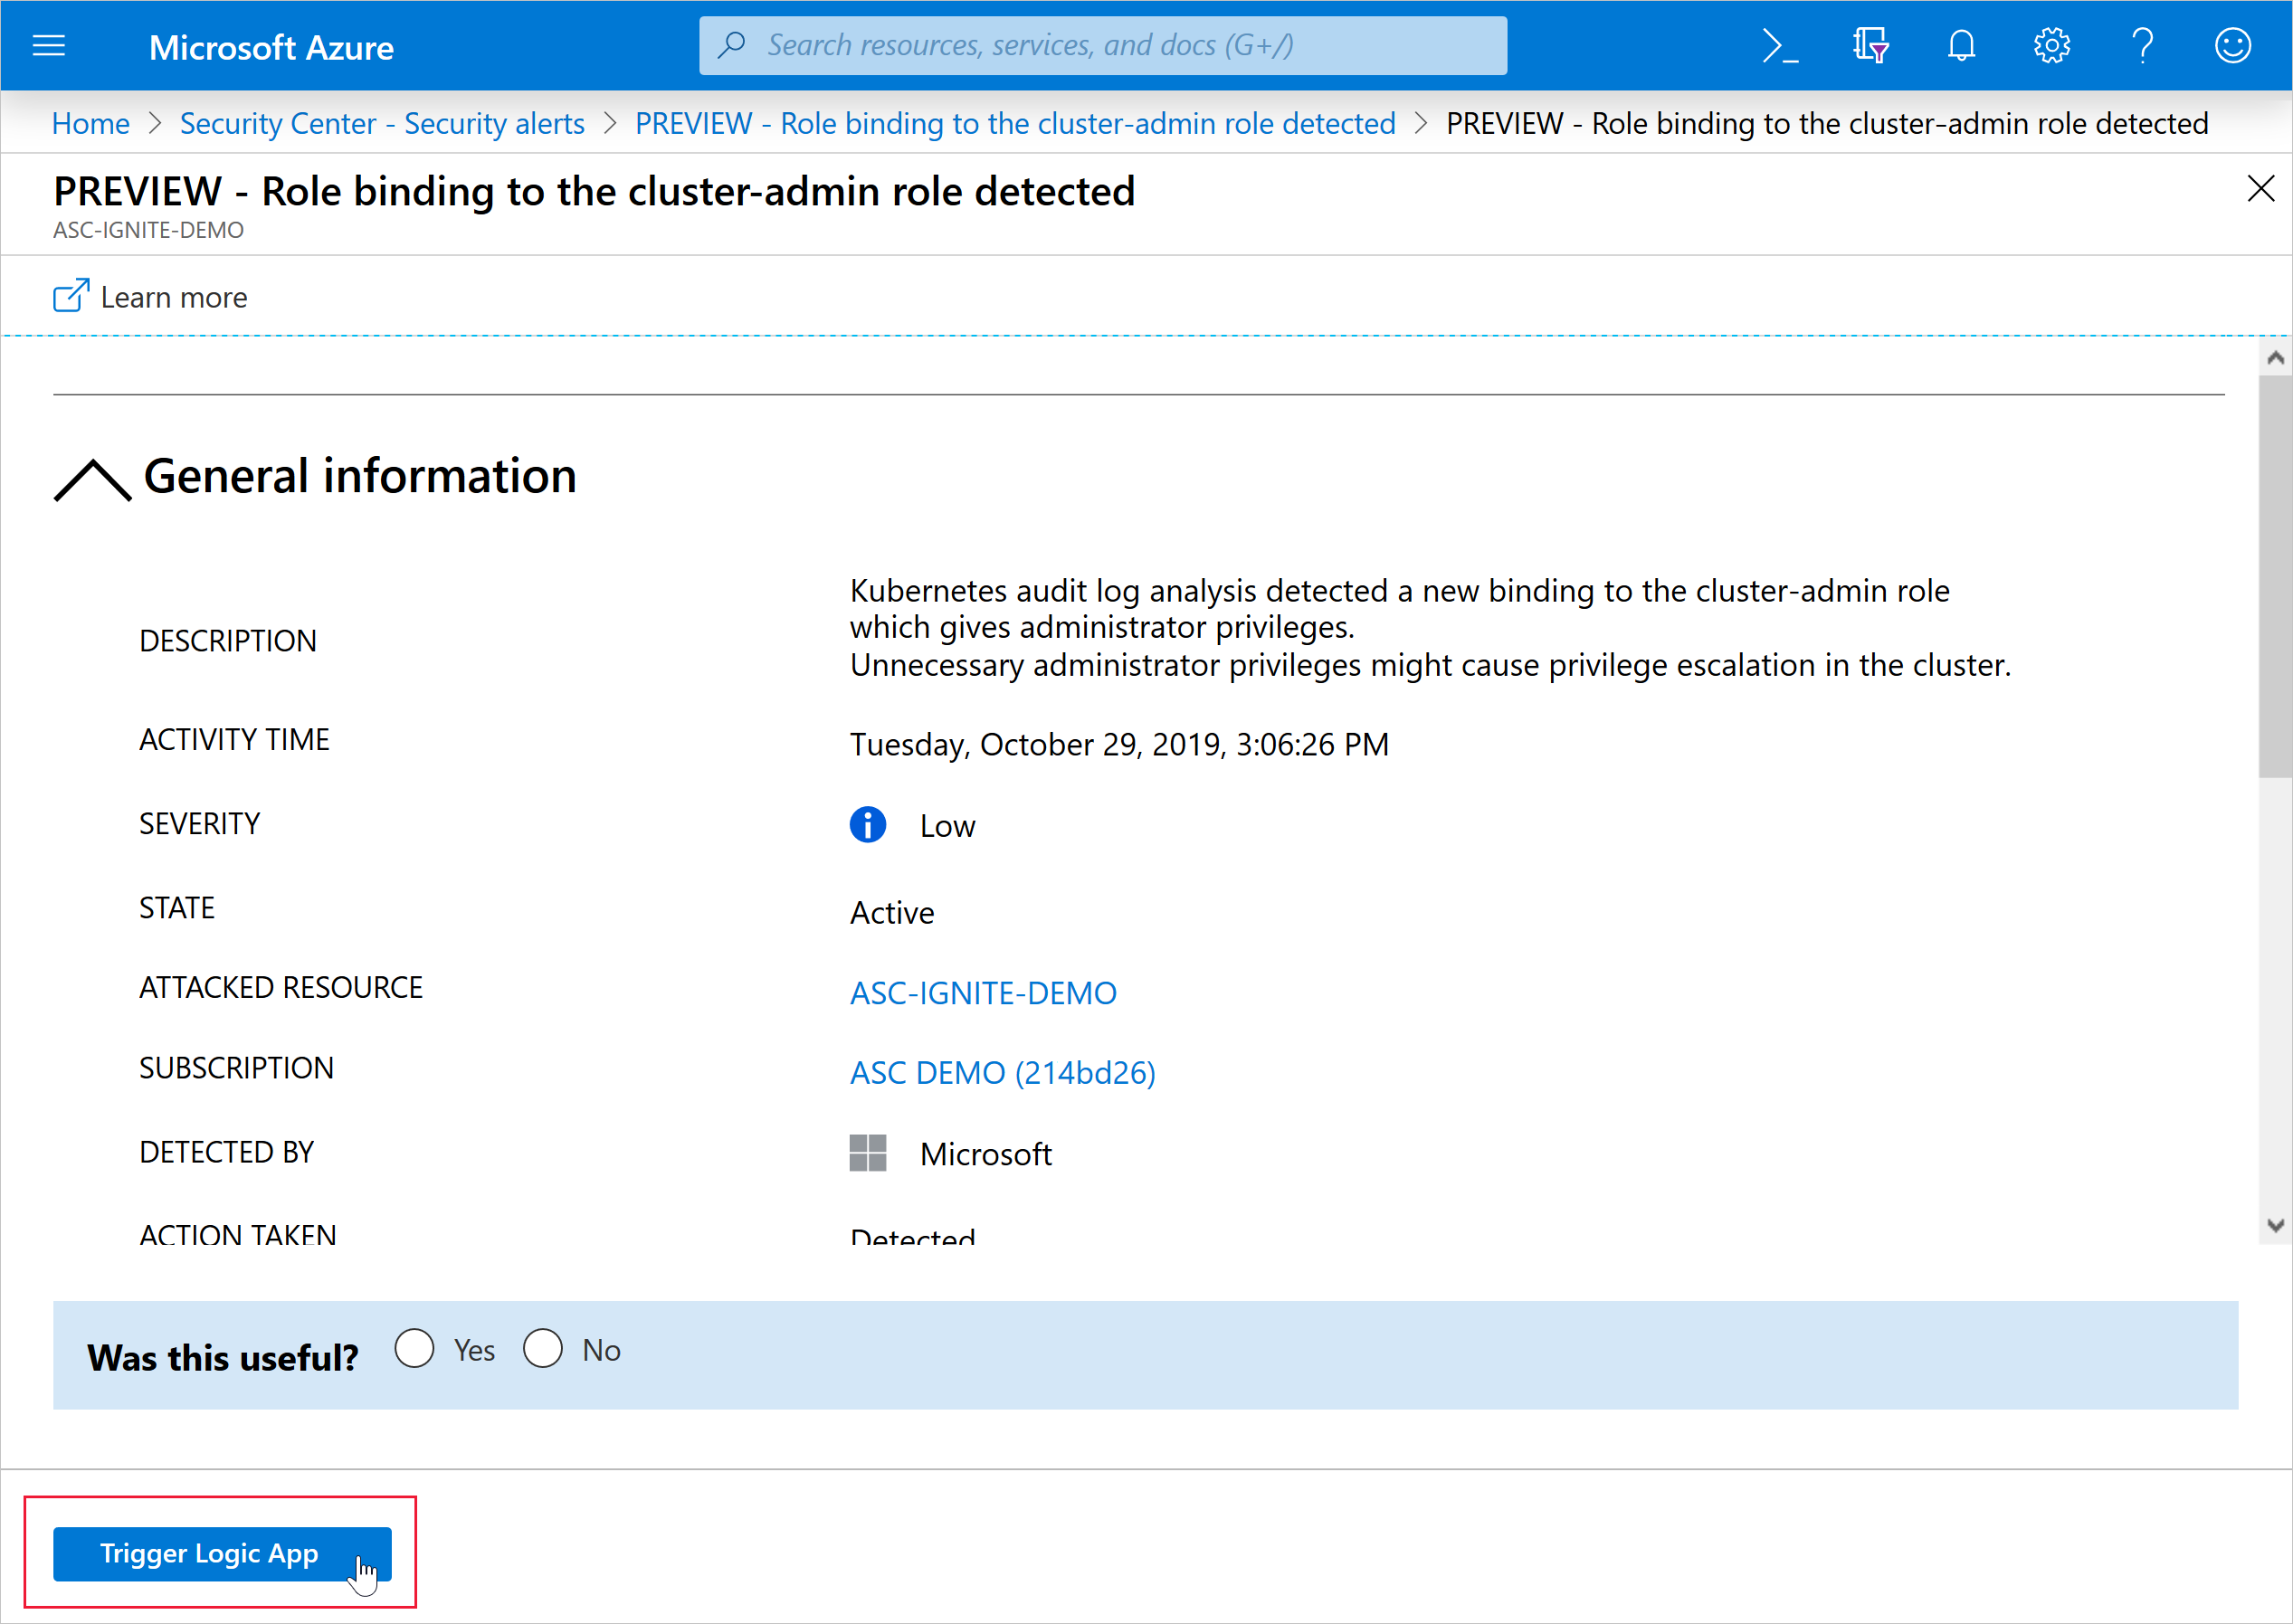 Microsoft Azure
Search resources, services, and docs (G+/)
Home > Security Center - Security alerts > PREVIEW - Role binding to the cluster-admin role detected > PREVIEW - Role binding to the cluster-admin role detected
PREVIEW - Role binding to the cluster-admin role detected
ASC-IGNITE-DEMO
Learn more
General information
DESCRIPTION
Kubernetes audit log analysis detected a new binding to the cluster-admin role
which gives administrator privileges.
Unnecessary administrator privileges might cause privilege escalation in the cluster.
ACTIVITY TIME
Tuesday, October 29, 2019, 3:06:26 PM
SEVERITY
Low
STATE
Active
ATTACKED RESOURCE
ASC-IGNITE-DEMO
SUBSCRIPTION
ASC DEMO (214bd26)
DETECTED BY
Microsoft
ACTION TAKEN
Detected
Was this useful? Yes No
Trigger Logic App